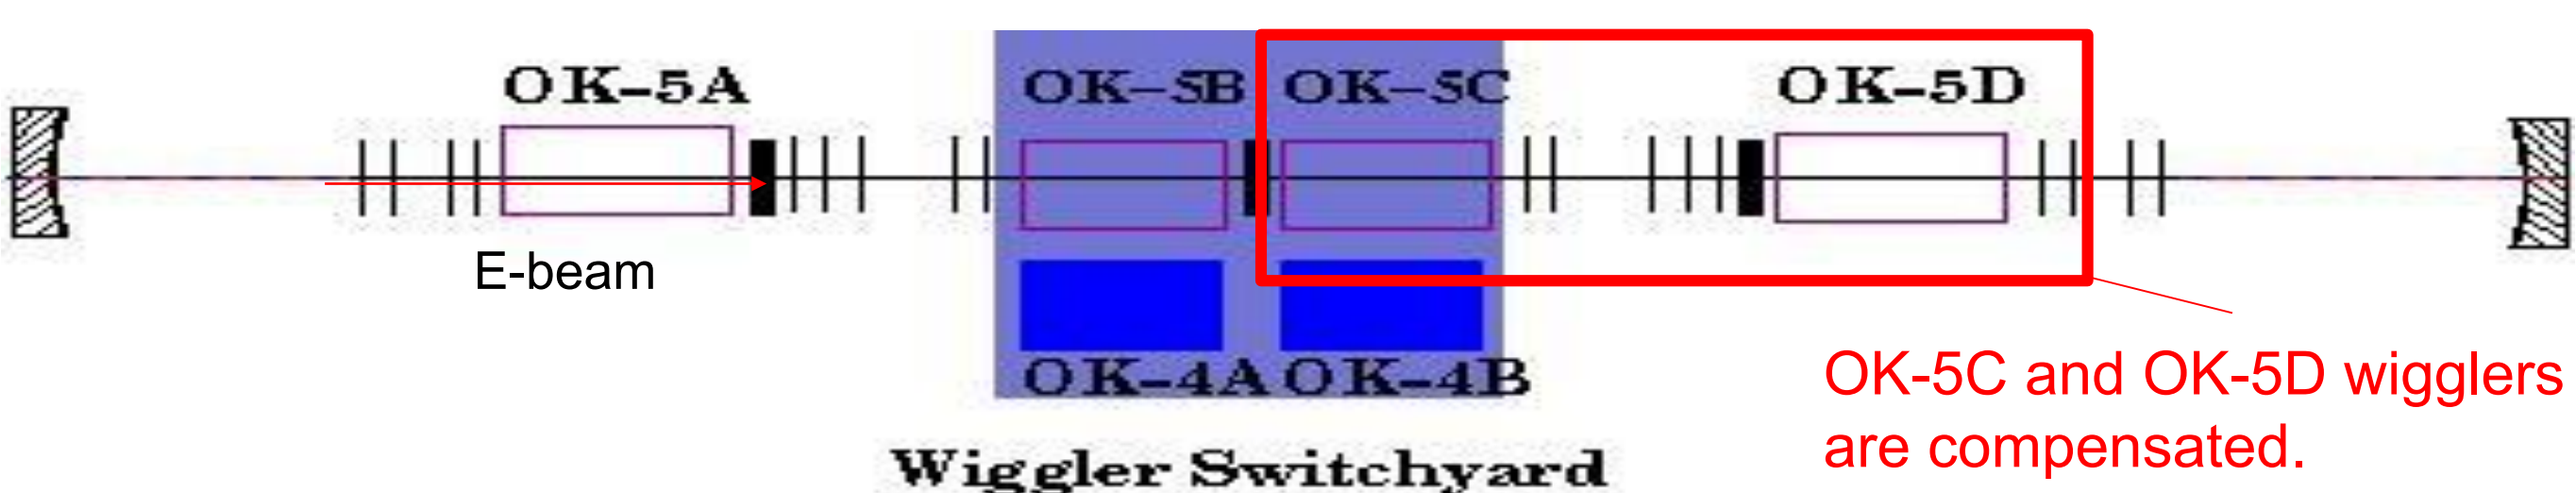 OK-5A
OK-5B
OK-5C
OK-5D
E-beam
OK-4A
OK-4B
OK-5C and OK-5D wigglers
are compensated.
Wiggler Switchyard